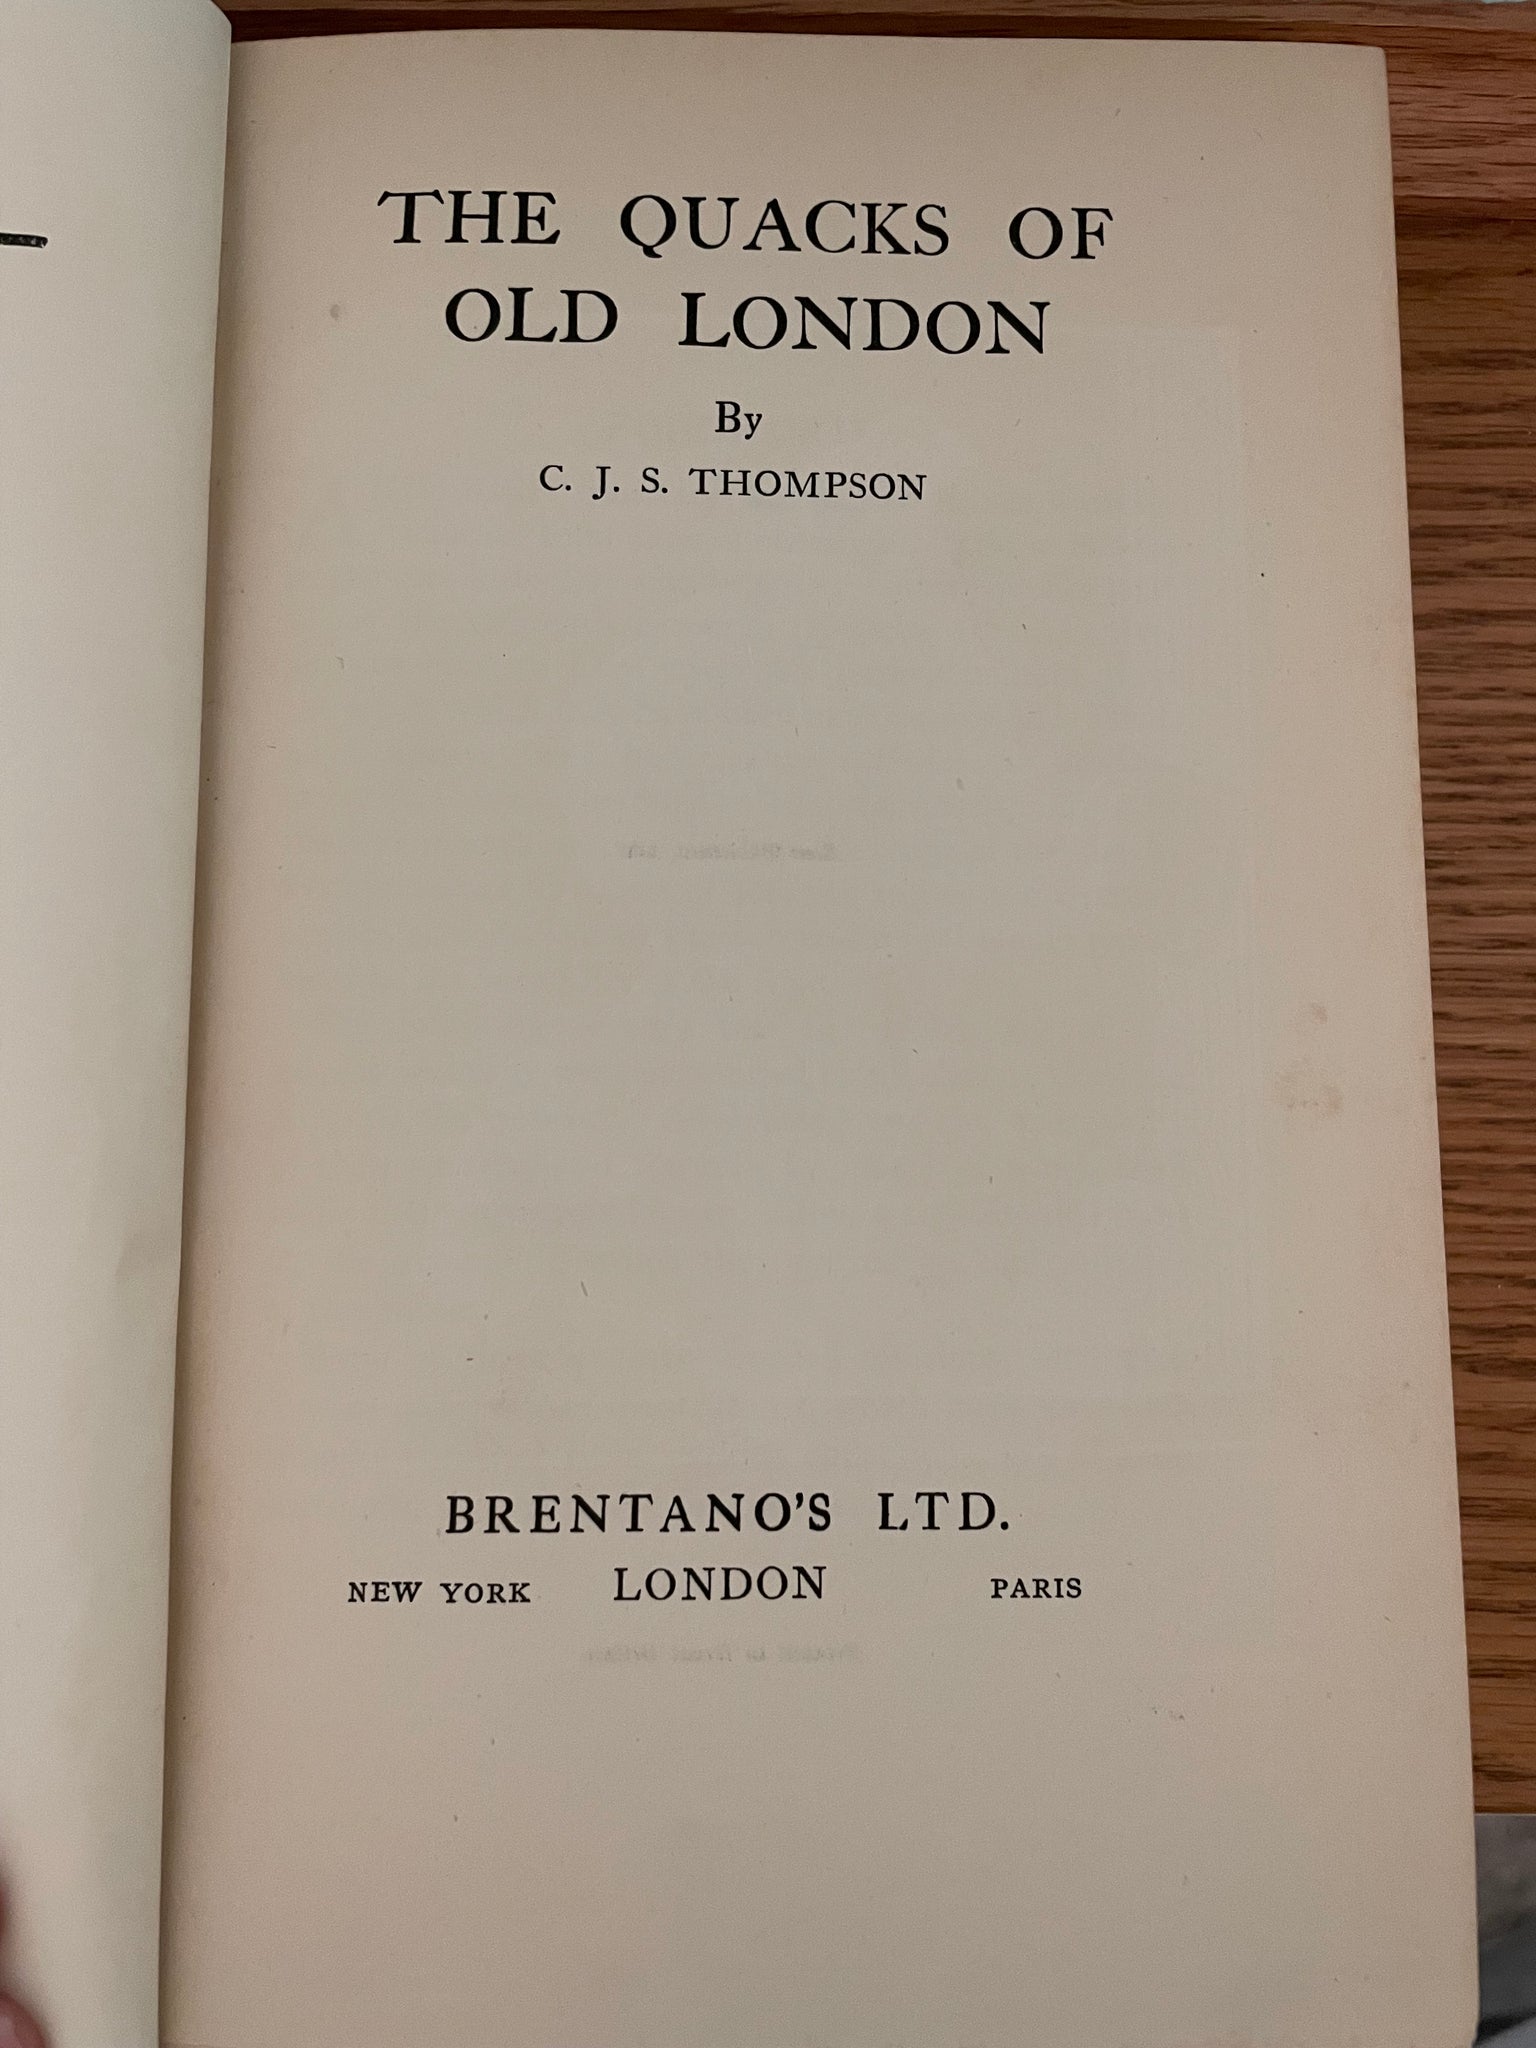 THE QUACKS OF
OLD LONDON
By
C. J. S. THOMPSON
BRENTANO'S LTD.
NEW YORK LONDON PARIS